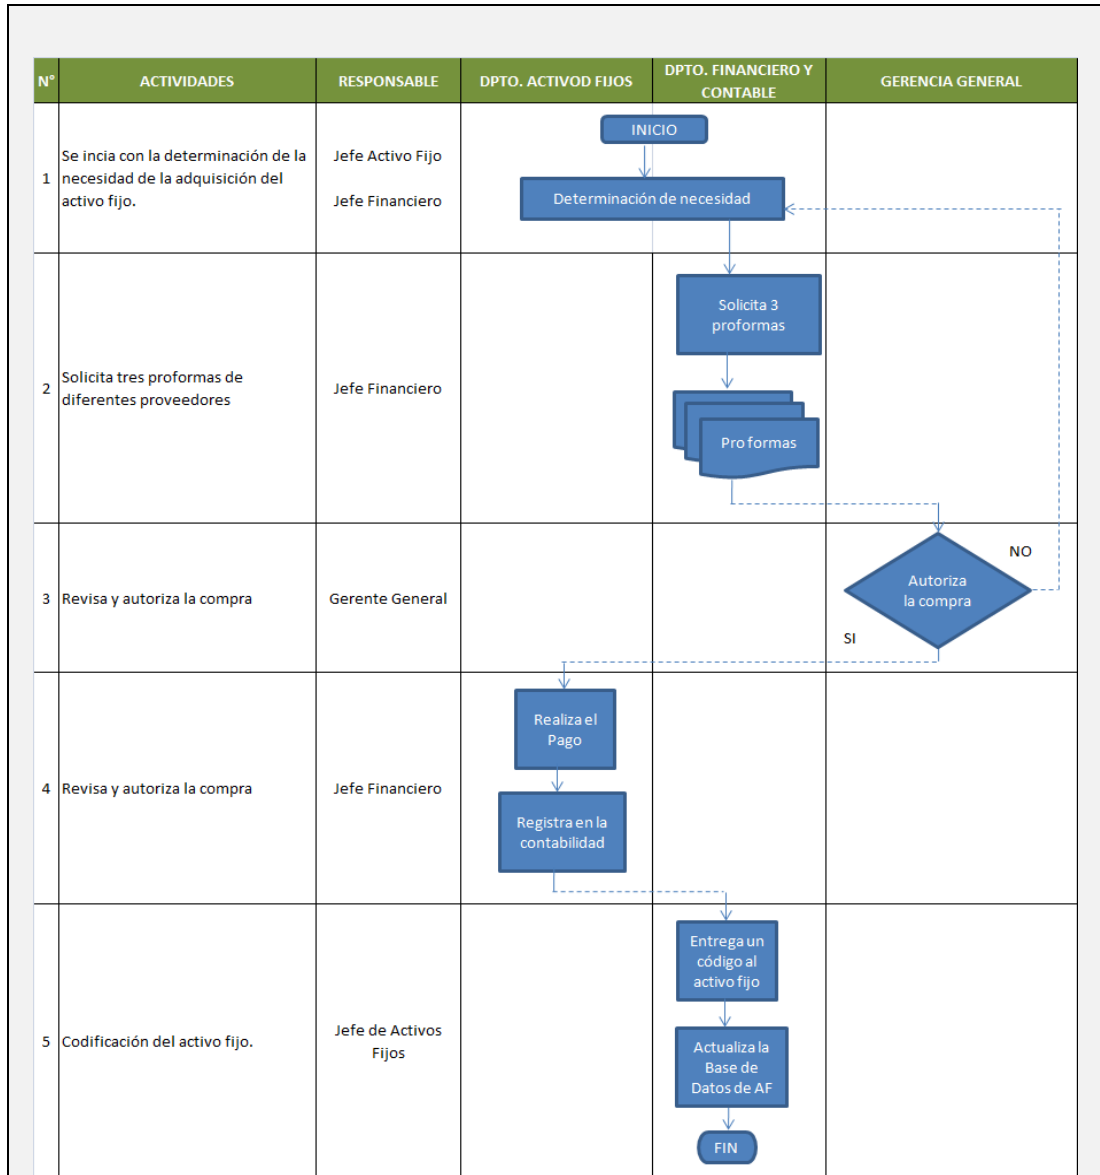 N°
ACTIVIDADES
RESPONSABLE
DPTO. ACTIVOD FIJOS
DPTO. FINANCIERO Y
CONTABLE
GERENCIA GENERAL
1
Se incia con la determinación de la
necesidad de la adquisición del
activo fijo.
Jefe Activo Fijo
Jefe Financiero
INICIO
Determinación de necesidad
2
Solicita tres proformas de
diferentes proveedores
Jefe Financiero
Solicita 3
proformas
Pro formas
3
Revisa y autoriza la compra
Gerente General
Autoriza
la compra
NO
SI
4
Revisa y autoriza la compra
Jefe Financiero
Realiza el
Pago
Registra en la
contabilidad
5
Codificación del activo fijo.
Jefe de Activos
Fijos
Entrega un
código al
activo fijo
Actualiza la
Base de
Datos de AF
FIN